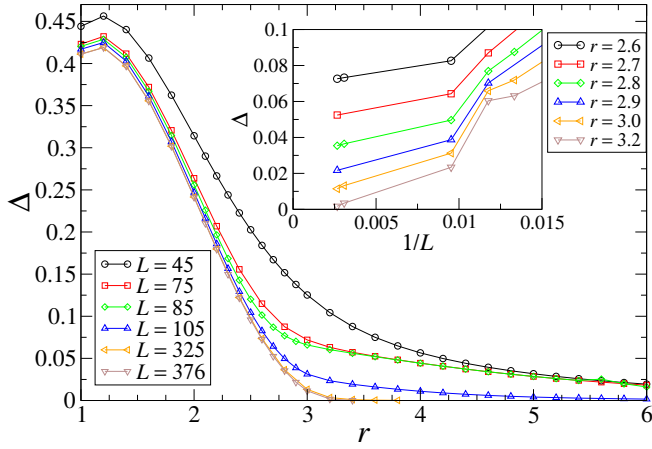 0.45
0.4
0.35
0.3
0.25
0.2
0.15
0.1
0.05
0
Δ
1 2 3 4 5 6
r
L = 45
L = 75
L = 85
L = 105
L = 325
L = 376
0.1
0.08
0.06
0.04
0.02
0
Δ
0.005 0.01 0.015
1/L
r = 2.6
r = 2.7
r = 2.8
r = 2.9
r = 3.0
r = 3.2